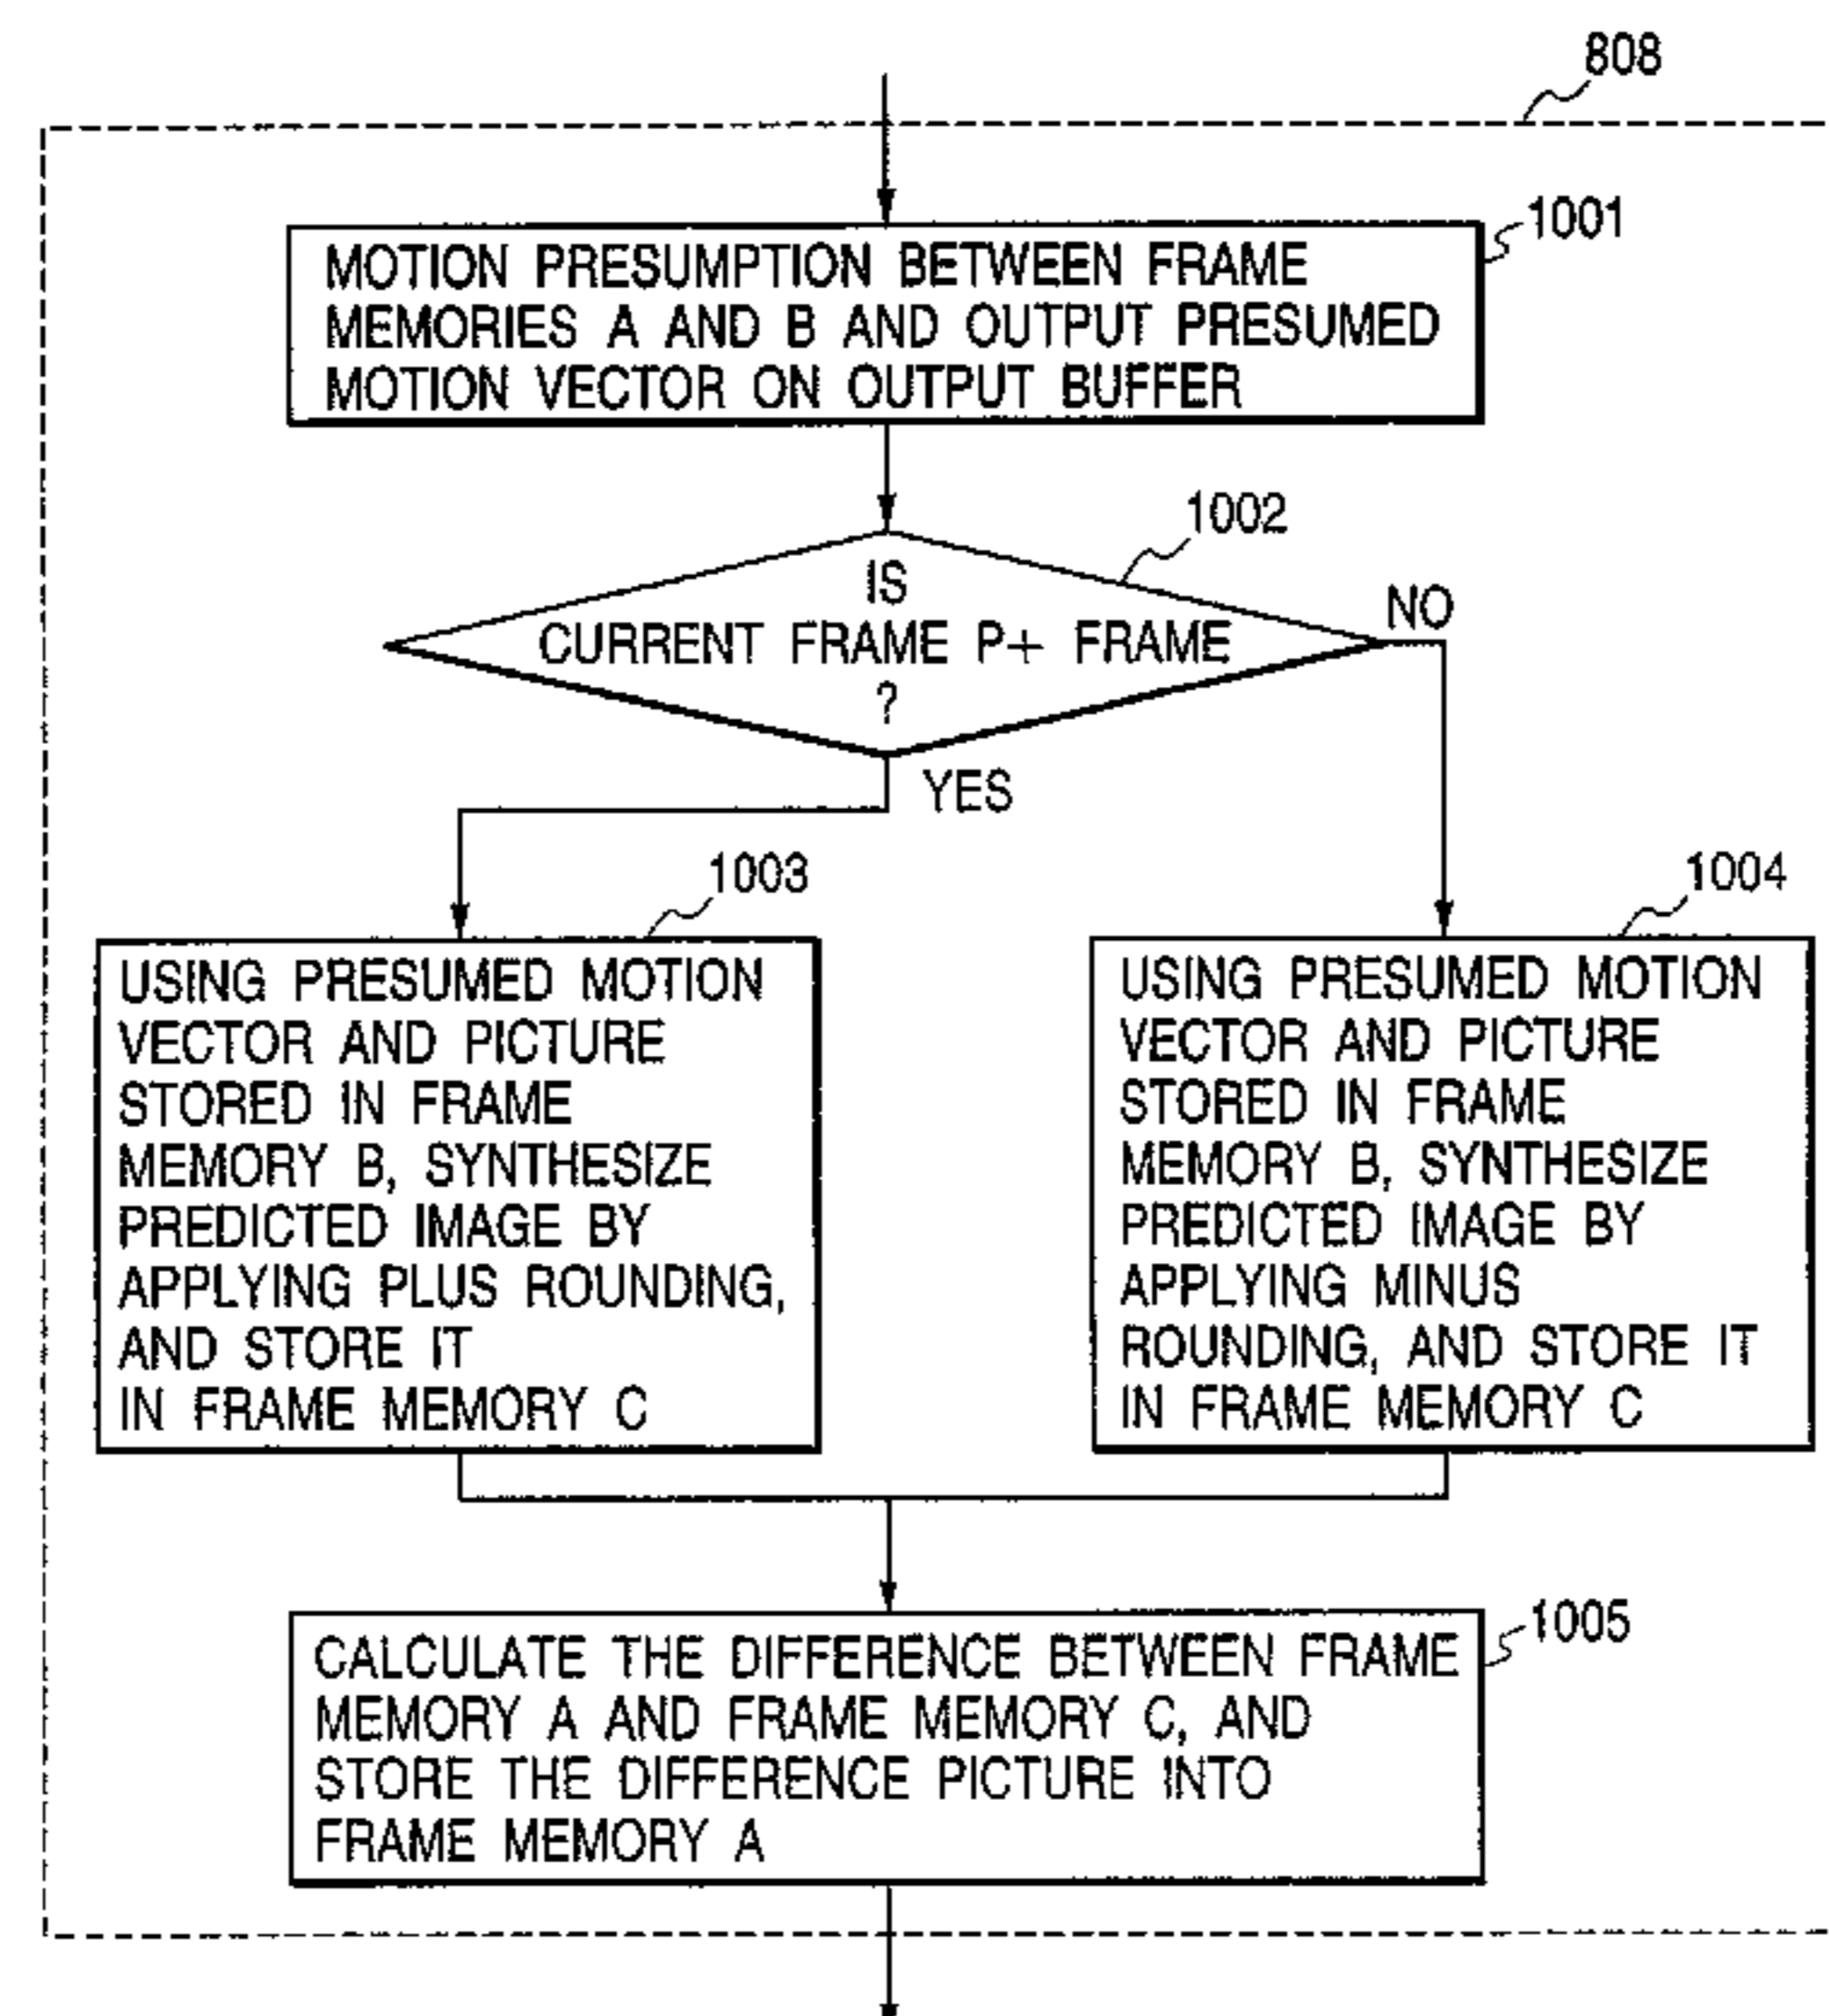 808
1001
MOTION PRESUMPTION BETWEEN FRAME
MEMORIES A AND B AND OUTPUT PRESUMED
MOTION VECTOR ON OUTPUT BUFFER
1002
IS
CURRENT FRAME P+ FRAME
?
NO
YES
1003
USING PRESUMED MOTION
VECTOR AND PICTURE
STORED IN FRAME
MEMORY B, SYNTHESIZE
PREDICTED IMAGE BY
APPLYING PLUS ROUNDING,
AND STORE IT
IN FRAME MEMORY C
1004
USING PRESUMED MOTION
VECTOR AND PICTURE
STORED IN FRAME
MEMORY B, SYNTHESIZE
PREDICTED IMAGE BY
APPLYING MINUS
ROUNDING, AND STORE IT
IN FRAME MEMORY C
1005
CALCULATE THE DIFFERENCE BETWEEN FRAME
MEMORY A AND FRAME MEMORY C, AND
STORE THE DIFFERENCE PICTURE INTO
FRAME MEMORY A